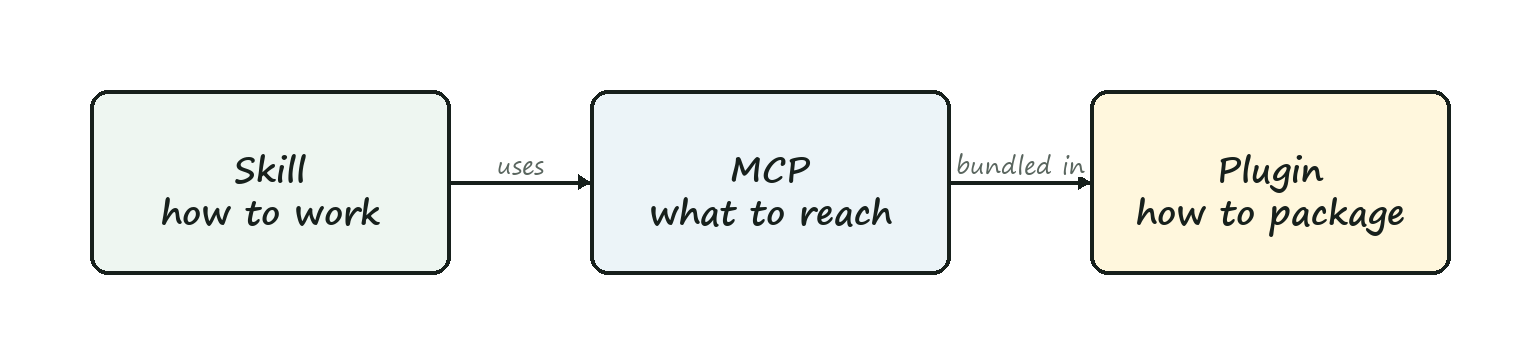 Skill
how to work
uses
MCP
what to reach
bundled in
Plugin
how to package